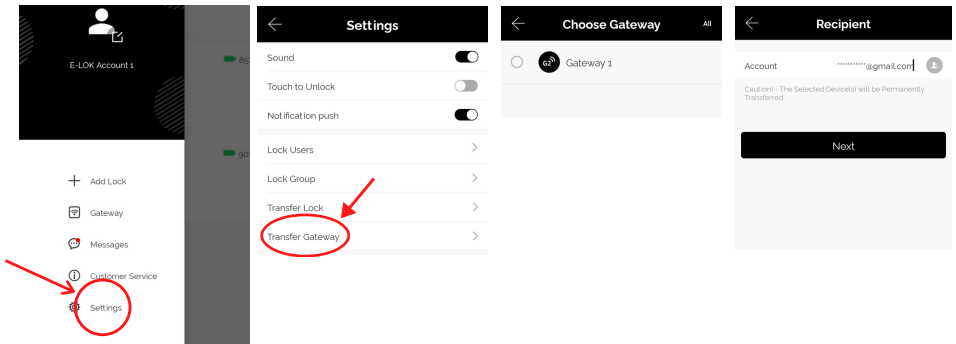 E-LOK Account 1
Add Lock
Gateway
Messages
Customer Service
Settings
Settings
Sound
Touch to Unlock
Notification push
Lock Users
Lock Group
Transfer Lock
Transfer Gateway
Choose Gateway
All
G2
Gateway 1
Recipient
Account
***********@gmail.com
Caution! - The Selected Device(s) will be Permanently
Transferred
Next